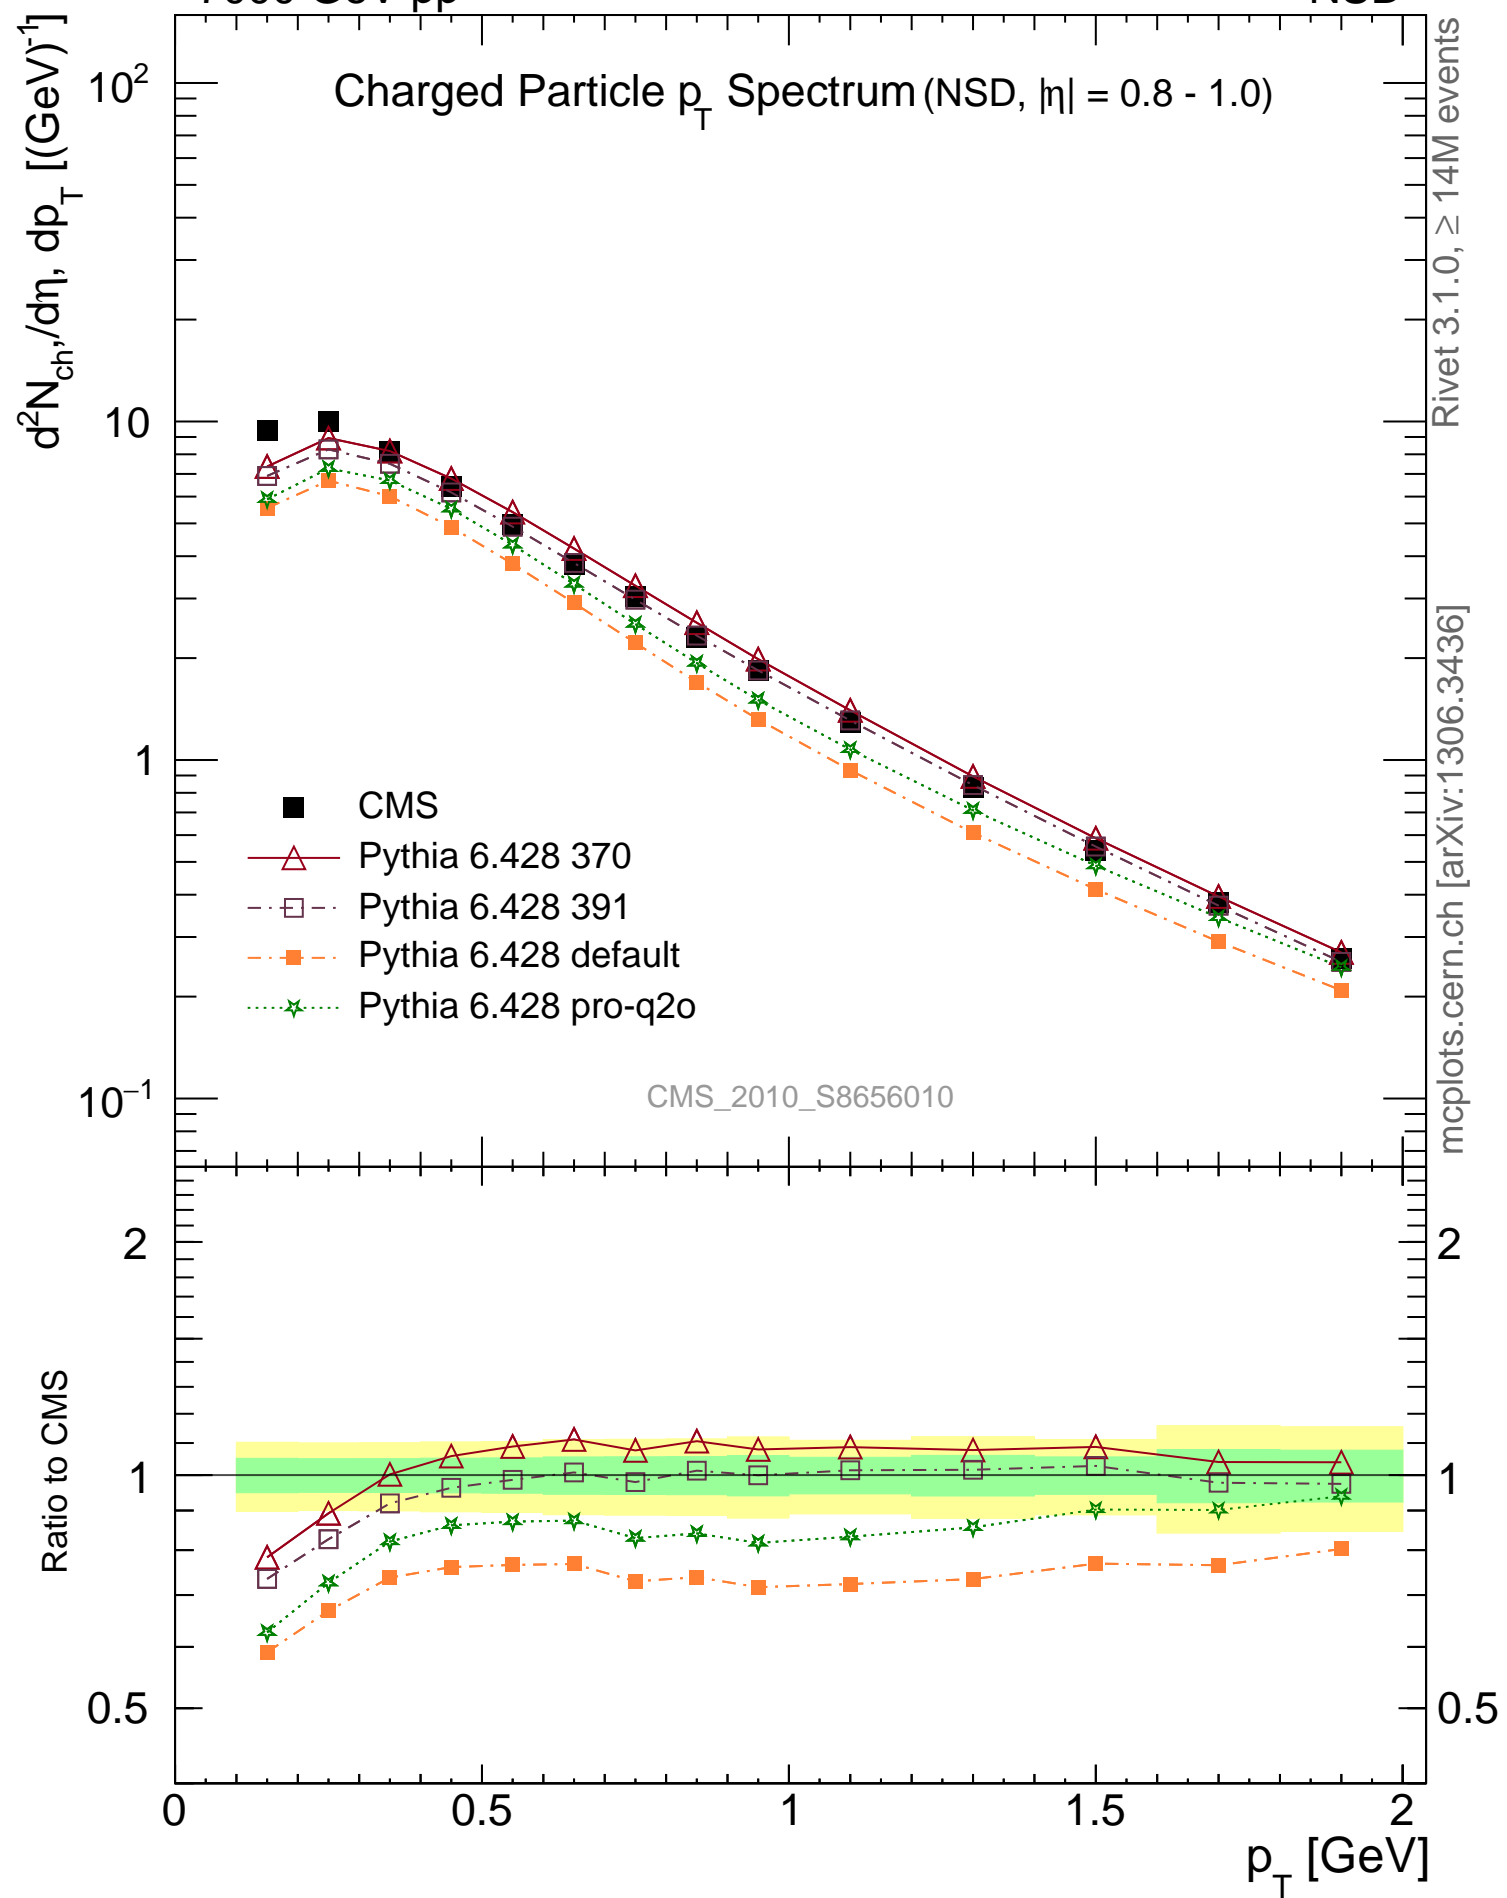 Charged Particle p_T Spectrum (NSD, |η| = 0.8 - 1.0)
d²N_ch,/dη, dp_T [(GeV)⁻¹]
10²
10
1
10⁻¹
CMS
Pythia 6.428 370
Pythia 6.428 391
Pythia 6.428 default
Pythia 6.428 pro-q2o
CMS_2010_S8656010
Rivet 3.1.0, ≥ 14M events
mcplots.cern.ch [arXiv:1306.3436]
Ratio to CMS
2
1
0.5
2
1
0.5
0 0.5 1 1.5 2
p_T [GeV]